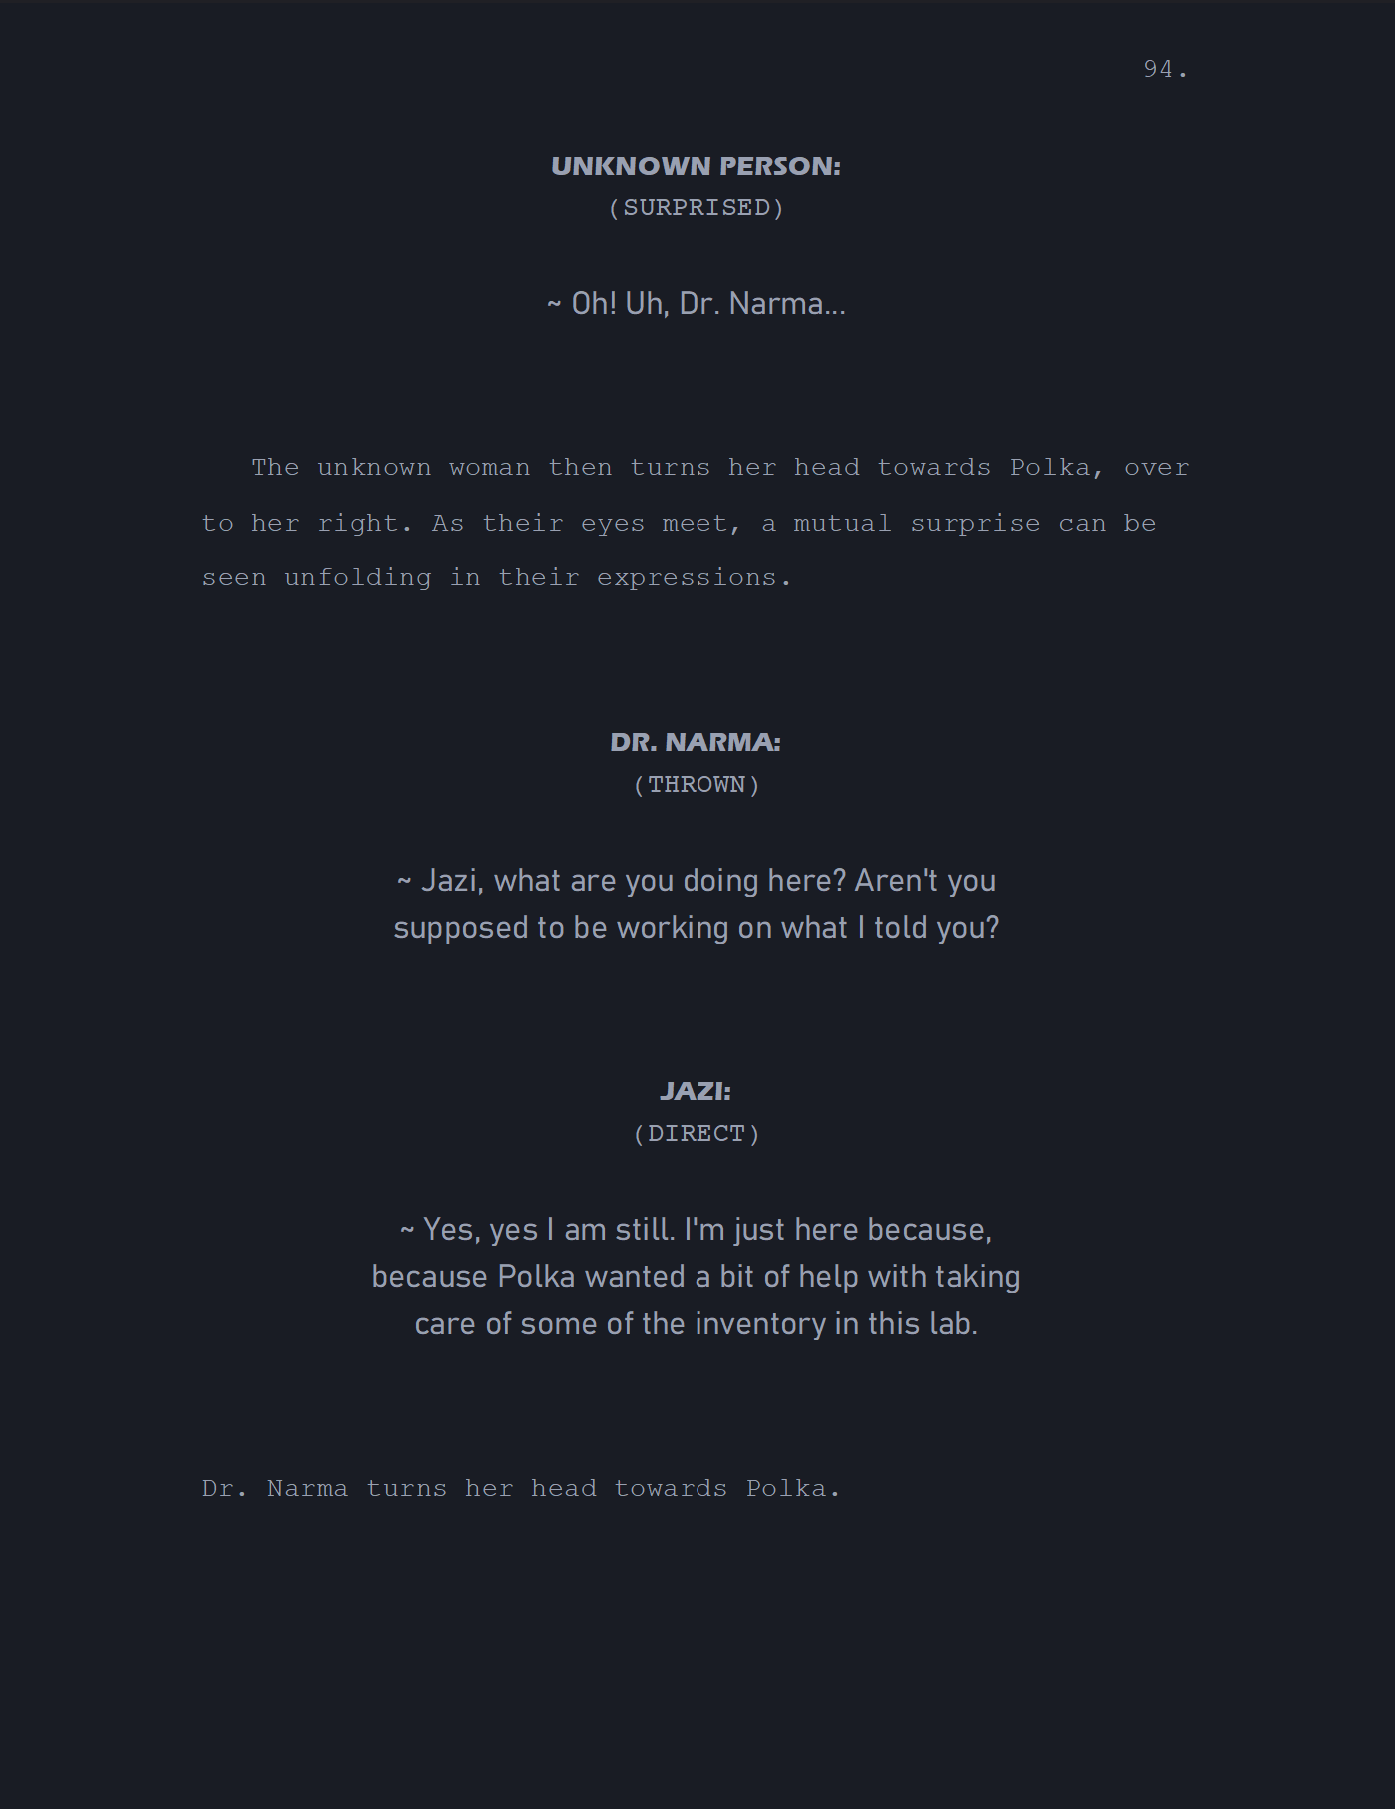 94.
UNKNOWN PERSON:
(SURPRISED)
~ Oh! Uh, Dr. Narma...
The unknown woman then turns her head towards Polka, over
to her right. As their eyes meet, a mutual surprise can be
seen unfolding in their expressions.
DR. NARMA:
(THROWN)
~ Jazi, what are you doing here? Aren't you
supposed to be working on what I told you?
JAZI:
(DIRECT)
~ Yes, yes I am still. I'm just here because,
because Polka wanted a bit of help with taking
care of some of the inventory in this lab.
Dr. Narma turns her head towards Polka.